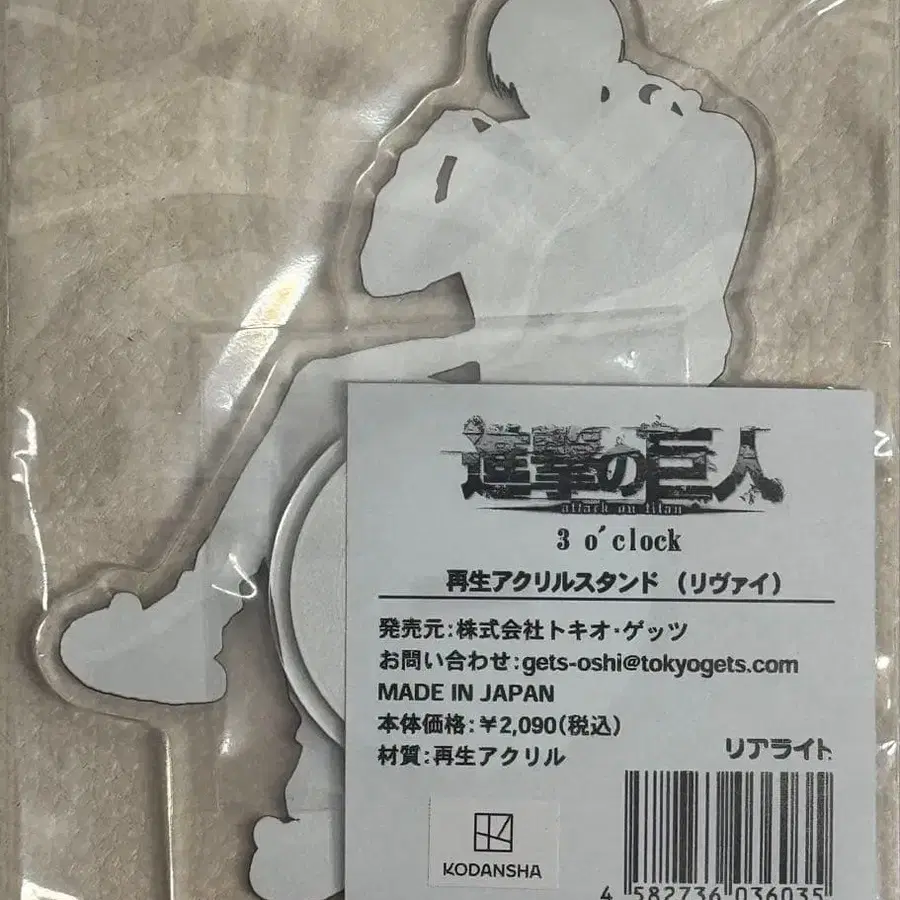 進撃の巨人
attack on titan
3 o'clock
再生アクリルスタンド（リヴァイ）
発売元:株式会社トキオ・ゲッツ
お問い合わせ:gets-oshi@tokyogets.com
MADE IN JAPAN
本体価格:￥2,090(税込)
材質:再生アクリル
リアライト
KODANSHA
4 582736 036035